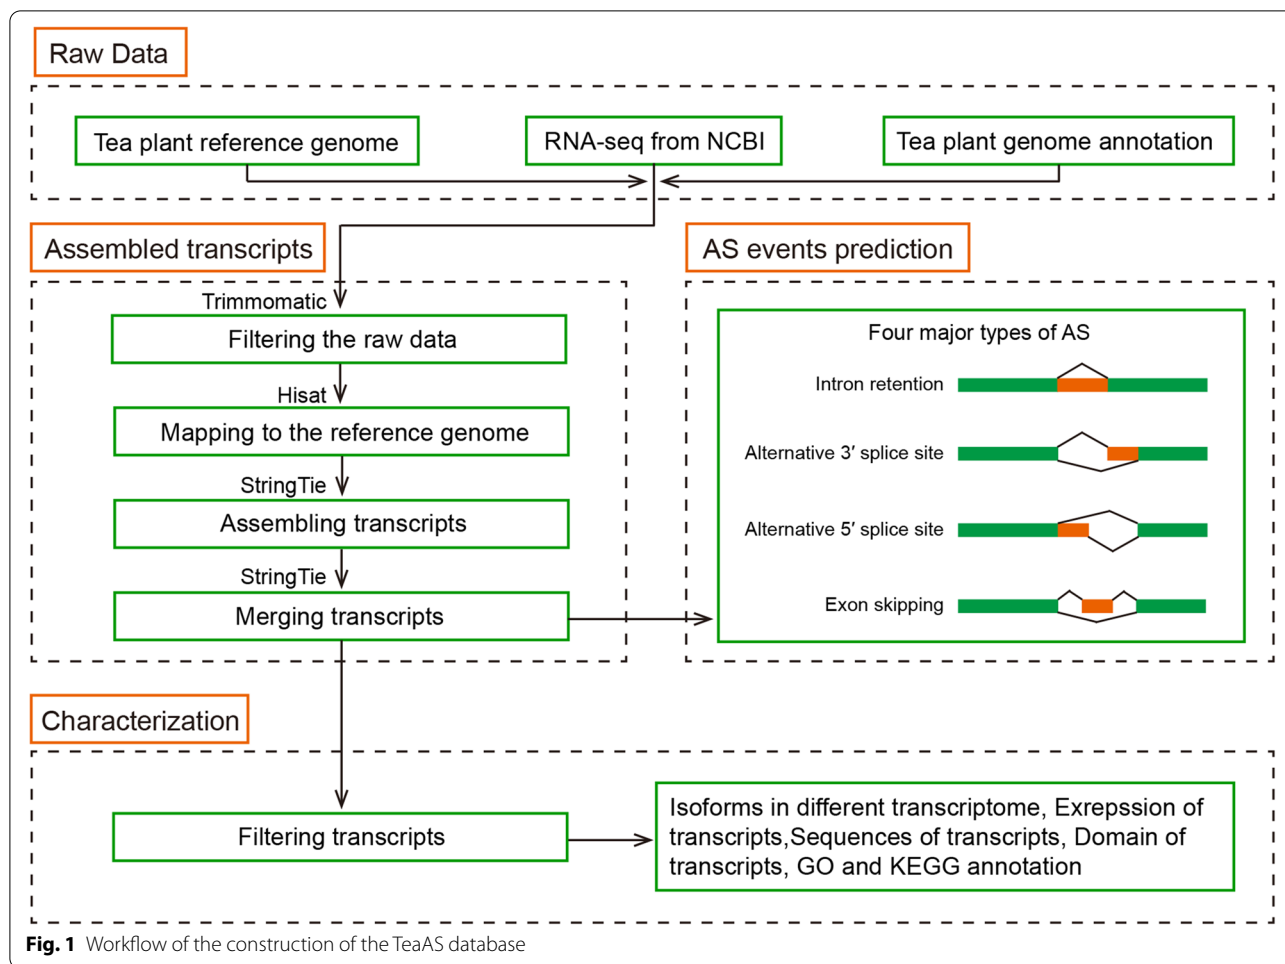 Raw Data
Tea plant reference genome
RNA-seq from NCBI
Tea plant genome annotation
Assembled transcripts
Trimmomatic
Filtering the raw data
Hisat
Mapping to the reference genome
StringTie
Assembling transcripts
StringTie
Merging transcripts
AS events prediction
Four major types of AS
Intron retention
Alternative 3′ splice site
Alternative 5′ splice site
Exon skipping
Characterization
Filtering transcripts
Isoforms in different transcriptome, Exrepssion of
transcripts,Sequences of transcripts, Domain of
transcripts, GO and KEGG annotation
Fig. 1 Workflow of the construction of the TeaAS database